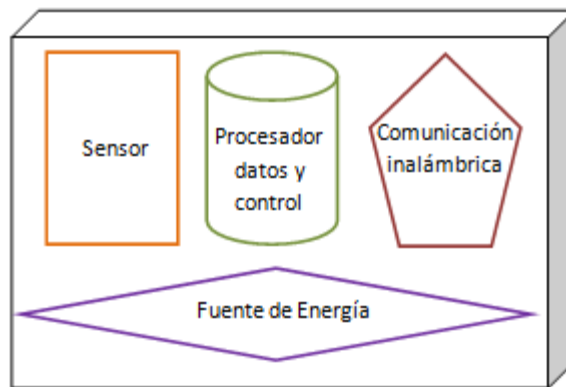 Sensor
Procesador
datos y
control
Comunicación
inalámbrica
Fuente de Energía